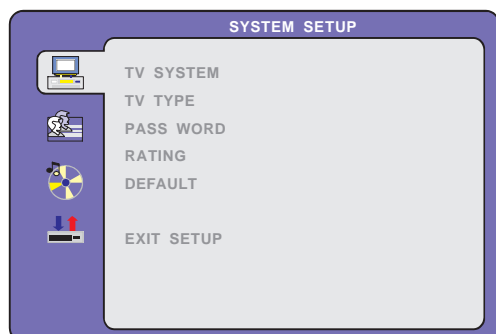 SYSTEM SETUP
TV SYSTEM
TV TYPE
PASS WORD
RATING
DEFAULT
EXIT SETUP